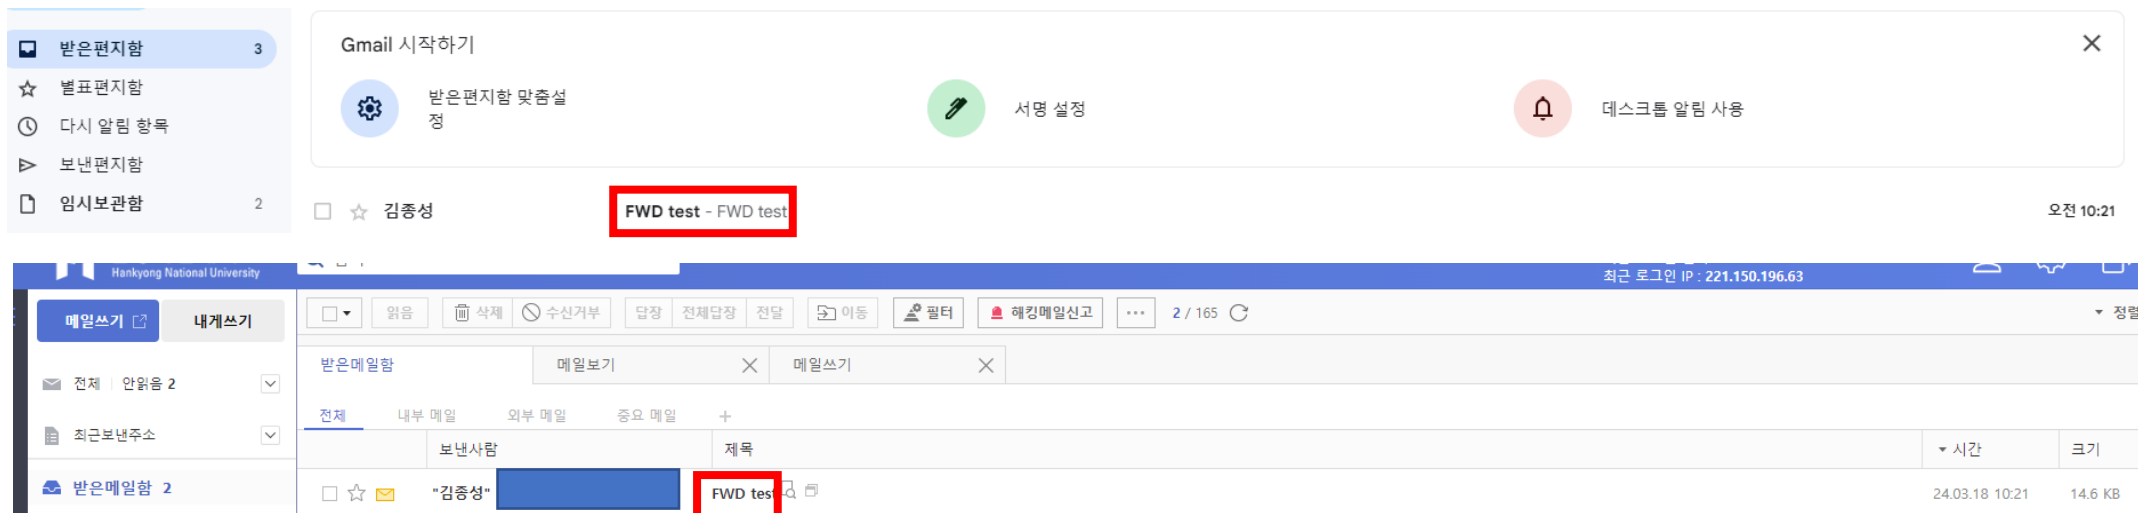 받은편지함 3
별표편지함
다시 알림 항목
보낸편지함
임시보관함 2
Gmail 시작하기
받은편지함 맞춤설
정
서명 설정
데스크톱 알림 사용
김종성 FWD test - FWD test 오전 10:21
Hankyong National University
최근 로그인 IP : 221.150.196.63
메일쓰기 내게쓰기
읽음 삭제 수신거부 답장 전체답장 전달 이동 필터 해킹메일신고 ... 2 / 165
정렬
받은메일함 메일보기 메일쓰기
전체 안읽음 2
전체 내부 메일 외부 메일 중요 메일 +
최근보낸주소
보낸사람 제목 시간 크기
받은메일함 2
"김종성" FWD test 24.03.18 10:21 14.6 KB